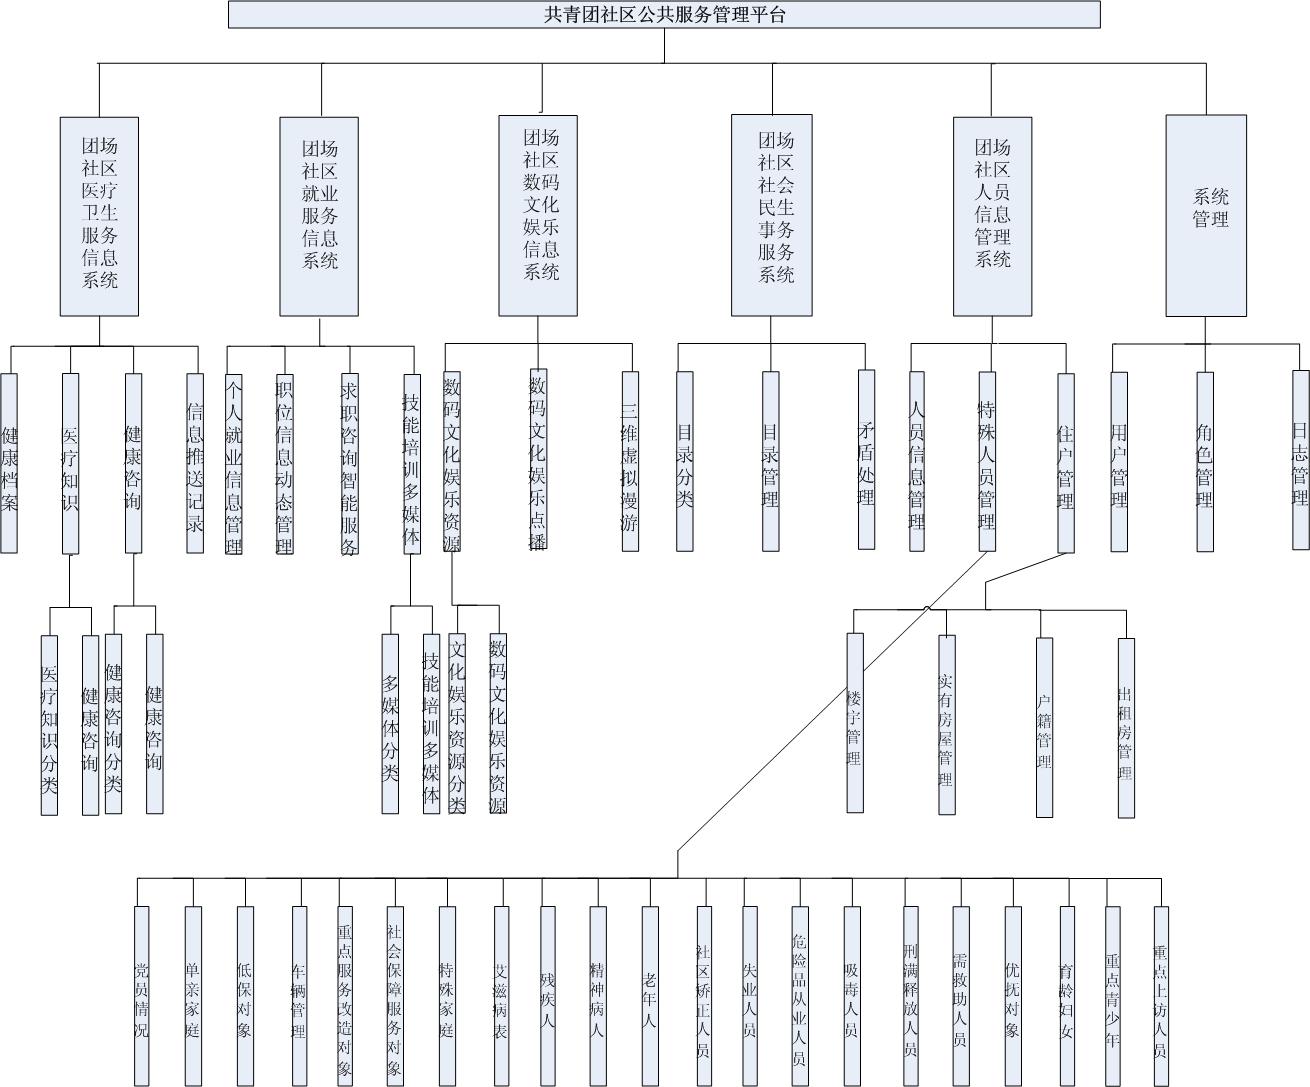 共青团社区公共服务管理平台
团场社区医疗卫生服务信息系统
团场社区就业服务信息系统
团场社区数码文化娱乐信息系统
团场社区社会民生事务服务系统
团场社区人员信息管理系统
系统管理
健康档案
医疗知识
健康咨询
信息推送记录
个人就业信息管理
职位信息动态管理
求职咨询智能服务
技能培训多媒体
数码文化娱乐资源
数码文化娱乐点播
三维虚拟漫游
目录分类
目录管理
矛盾处理
人员信息管理
特殊人员管理
住户管理
用户管理
角色管理
日志管理
医疗知识分类
健康咨询
健康咨询分类
健康咨询
多媒体分类
技能培训多媒体
文化娱乐资源分类
数码文化娱乐资源
楼宇管理
实有房屋管理
户籍管理
出租房管理
党员情况
单亲家庭
低保对象
车辆管理
重点服务改造对象
社会保障服务对象
特殊家庭
艾滋病表
残疾人
精神病人
老年人
社区矫正人员
失业人员
危险品从业人员
吸毒人员
刑满释放人员
需救助人员
优抚对象
育龄妇女
重点青少年
重点上访人员